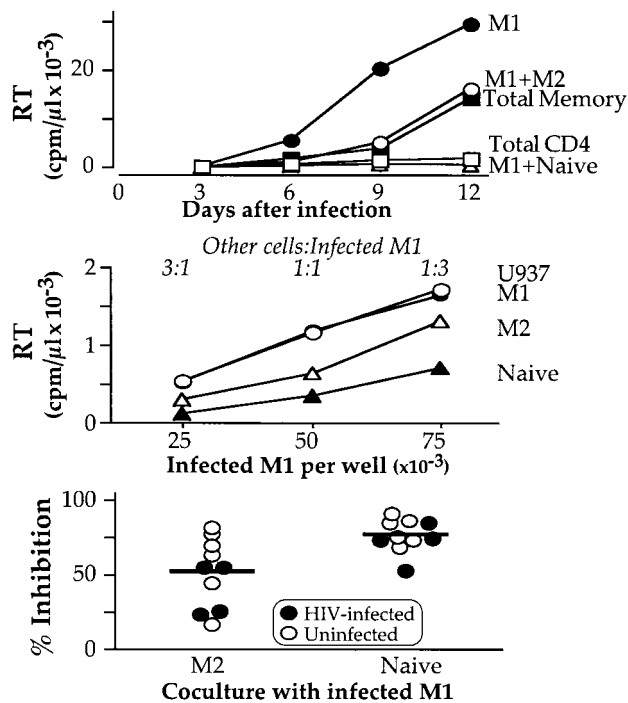 M1
20
RT
(cpm/µl x 10-3)
M1+M2
Total Memory
Total CD4
M1+Naive
0
0 3 6 9 12
Days after infection
Other cells:Infected M1
3:1 1:1 1:3
U937
M1
M2
Naive
2
1
0
RT
(cpm/µl x 10-3)
25 50 75
Infected M1 per well (x10-3)
100
50
0
% Inhibition
HIV-infected
Uninfected
M2 Naive
Coculture with infected M1